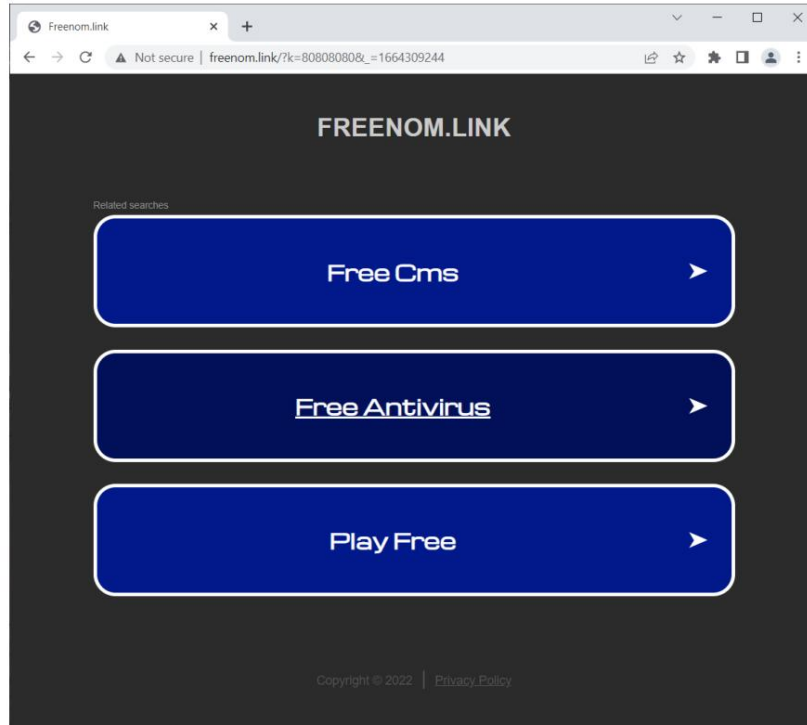 Freenom.link
Not secure | freenom.link/?k=80808080&_=1664309244
FREENOM.LINK
Related searches
Free Cms
Free Antivirus
Play Free
Copyright © 2022 | Privacy Policy